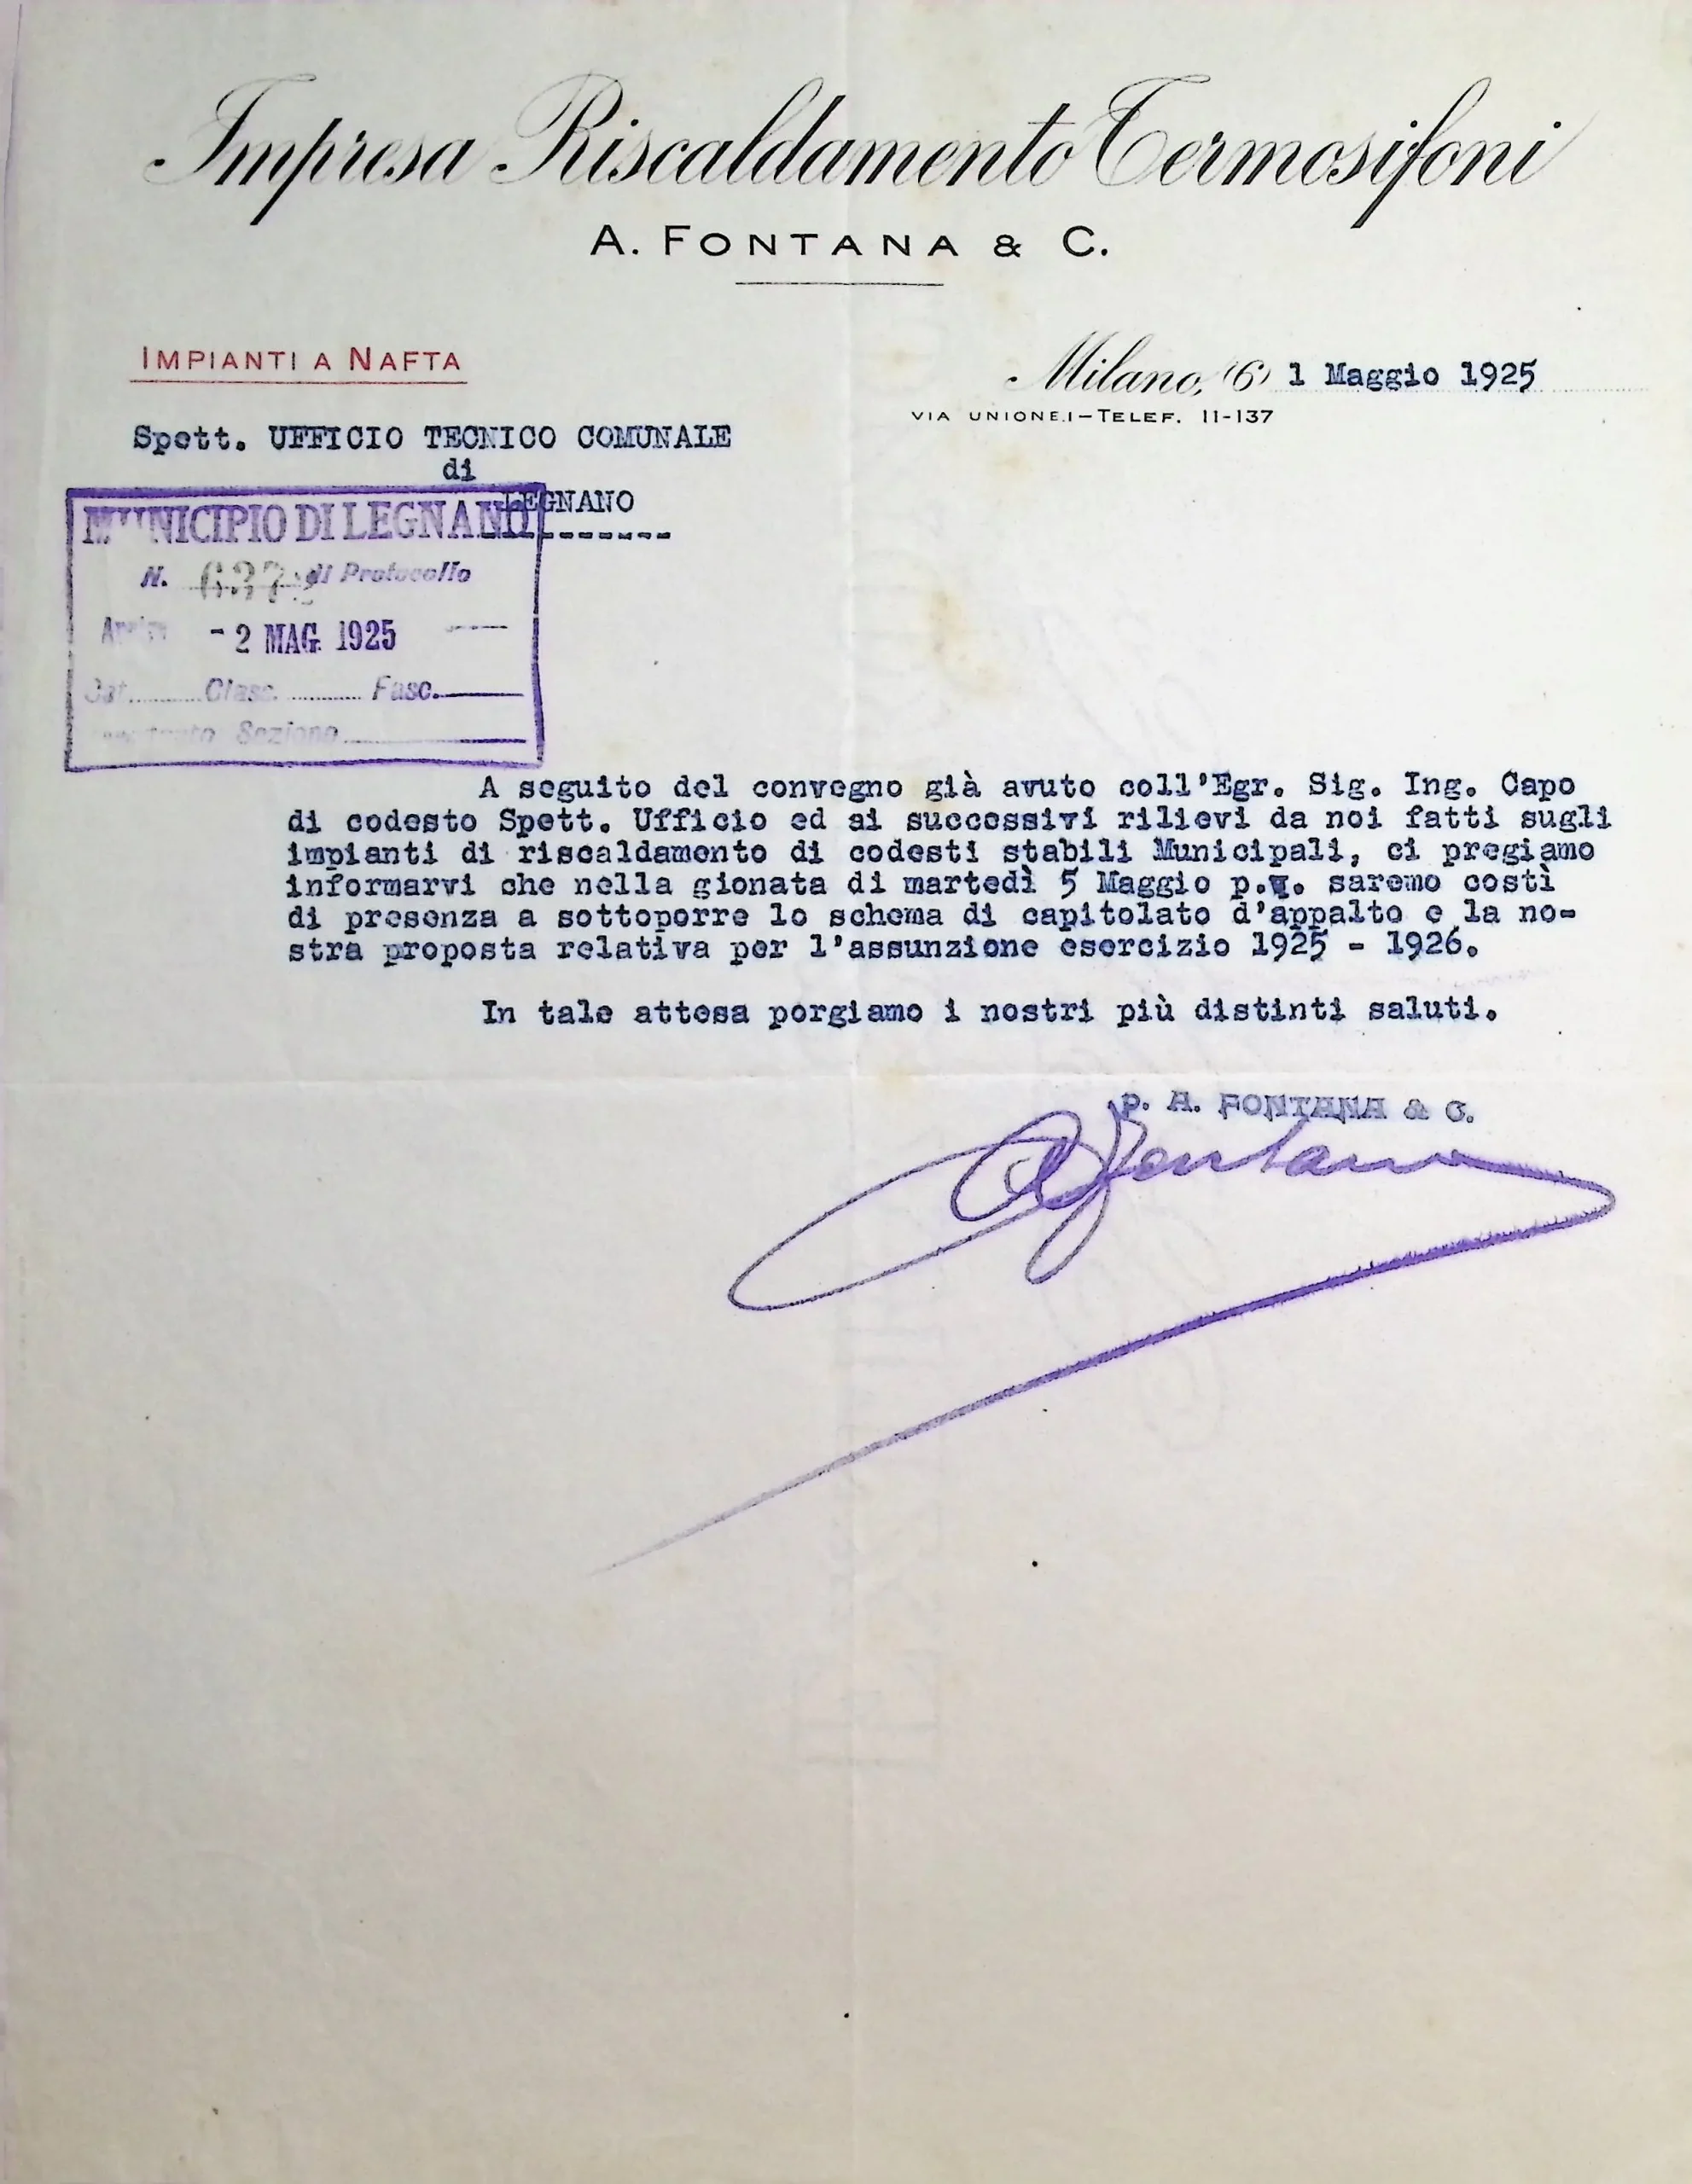 Impresa Riscaldamento Termosifoni
A. FONTANA & C.
IMPIANTI A NAFTA
Milano, (6) 1 Maggio 1925
VIA UNIONE.1-TELEF. 11-137
Spett. UFFICIO TECNICO COMUNALE
di
LEGNANO
MUNICIPIO DI LEGNANO
N. di Protocollo
- 2 MAG. 1925
Cat. Class. Fasc.
Sezione
A seguito del convegno già avuto coll'Egr. Sig. Ing. Capo
di codesto Spett. Ufficio ed ai successivi rilievi da noi fatti sugli
impianti di riscaldamento di codesti stabili Municipali, ci pregiamo
informarvi che nella gionata di martedì 5 Maggio p.v. saremo costì
di presenza a sottoporre lo schema di capitolato d'appalto e la no-
stra proposta relativa per l'assunzione esercizio 1925 - 1926.
In tale attesa porgiamo i nostri più distinti saluti.
p. A. FONTANA & C.
A Fontana